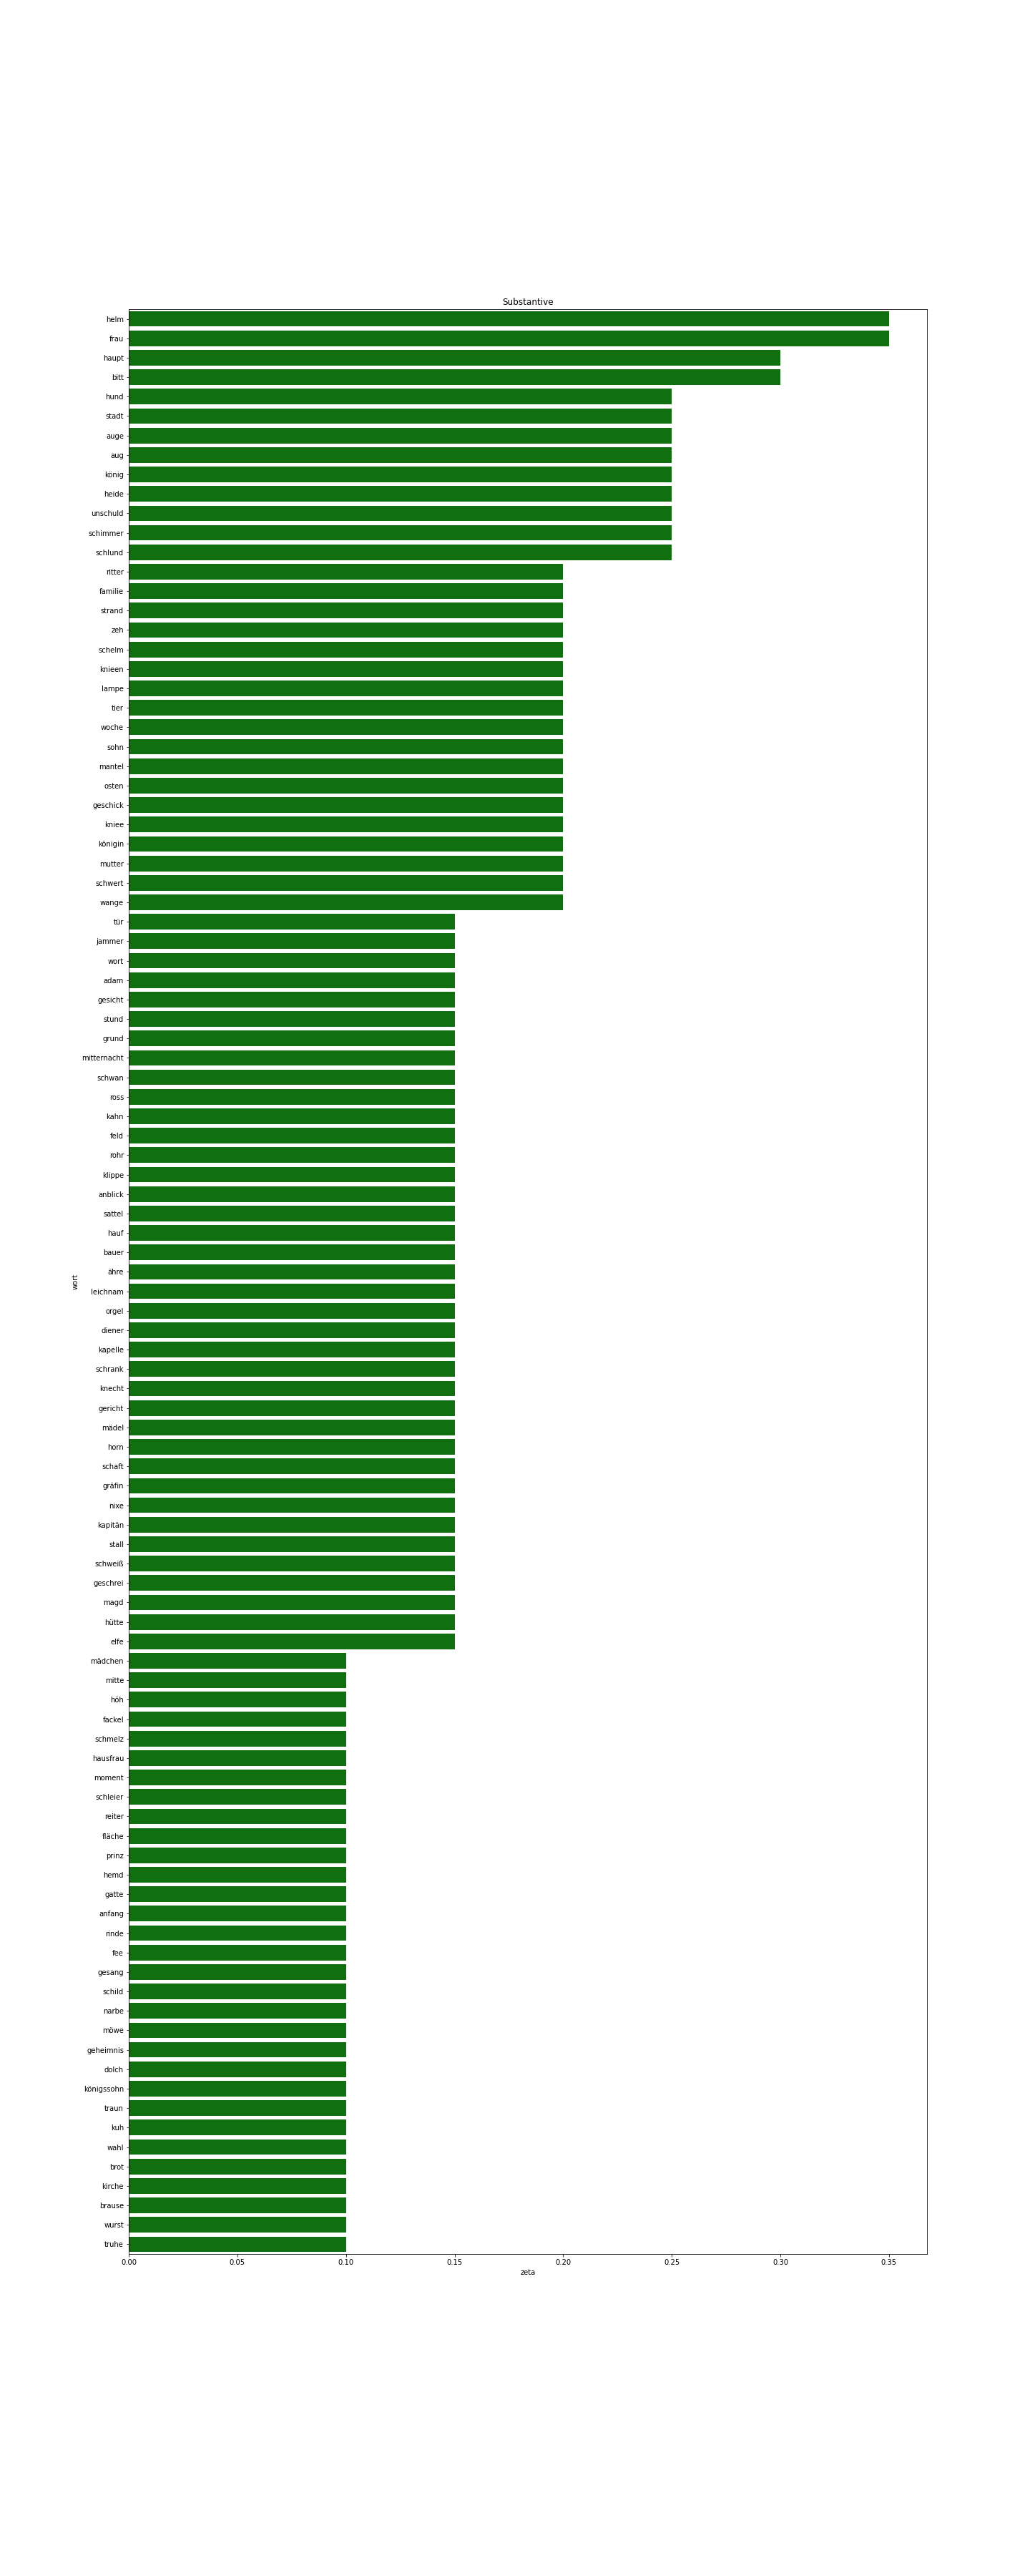 Substantive
helm
frau
haupt
bitt
hund
stadt
auge
aug
könig
heide
unschuld
schimmer
schlund
ritter
familie
strand
zeh
schelm
knieen
lampe
tier
woche
sohn
mantel
osten
geschick
kniee
königin
mutter
schwert
wange
tür
jammer
wort
adam
gesicht
stund
grund
mitternacht
schwan
ross
kahn
feld
rohr
klippe
anblick
sattel
hauf
bauer
ähre
leichnam
orgel
diener
kapelle
schrank
knecht
gericht
mädel
horn
schaft
gräfin
nixe
kapitän
stall
schweiß
geschrei
magd
hütte
elfe
mädchen
mitte
höh
fackel
schmelz
hausfrau
moment
schleier
reiter
fläche
prinz
hemd
gatte
anfang
rinde
fee
gesang
schild
narbe
möwe
geheimnis
dolch
königssohn
traun
kuh
wahl
brot
kirche
brause
wurst
truhe
wort
0.00 0.05 0.10 0.15 0.20 0.25 0.30 0.35
zeta